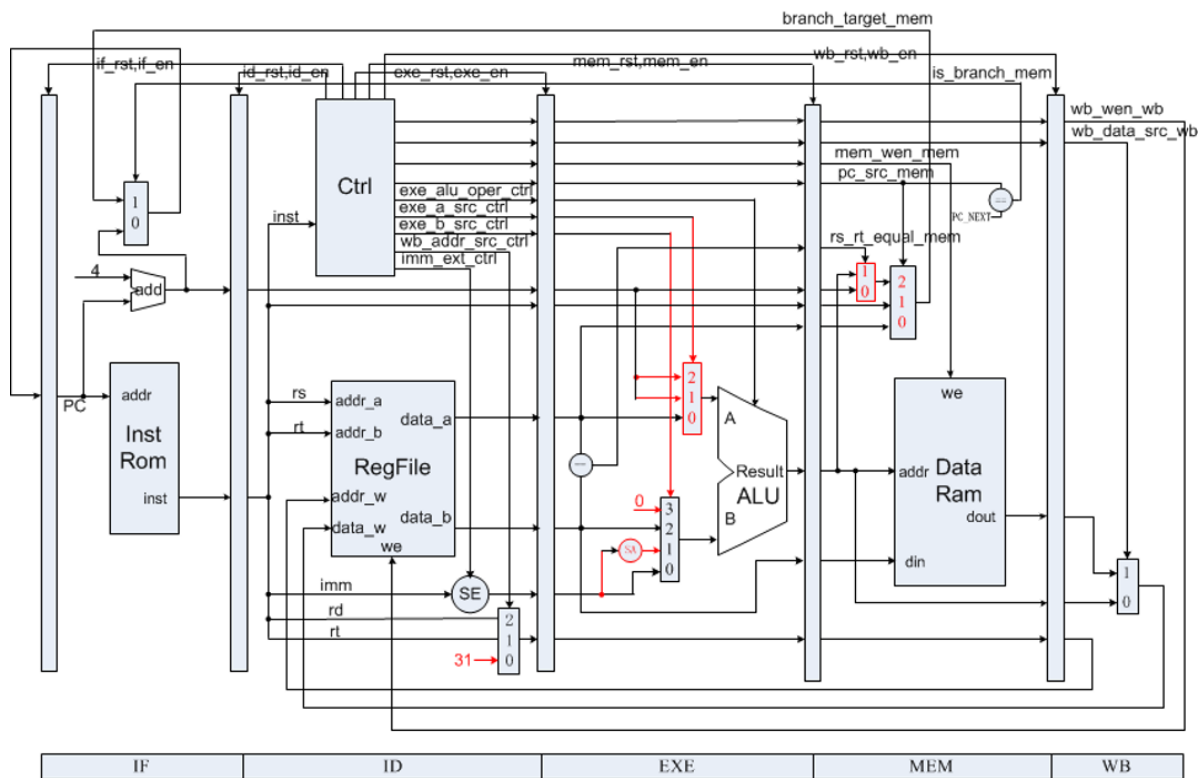 branch_target_mem
wb_rst,wb_en
if_rst,if_en
id_rst,id_en
exe_rst,exe_en
mem_rst,mem_en
is_branch_mem
wb_wen_wb
wb_data_src_wb
mem_wen_mem
pc_src_mem
Ctrl
inst
exe_alu_oper_ctrl
exe_a_src_ctrl
exe_b_src_ctrl
wb_addr_src_ctrl
imm_ext_ctrl
1
0
==
PC_NEXT
rs_rt_equal_mem
1
0
2
1
0
4
add
PC
addr
Inst
Rom
inst
rs
addr_a
data_a
rt
addr_b
RegFile
addr_w
data_b
data_w
we
2
1
0
A
Result
ALU
B
==
0
3
2
1
0
SA
we
addr
Data
Ram
dout
din
1
0
imm
SE
rd
rt
2
1
0
31
IF
ID
EXE
MEM
WB